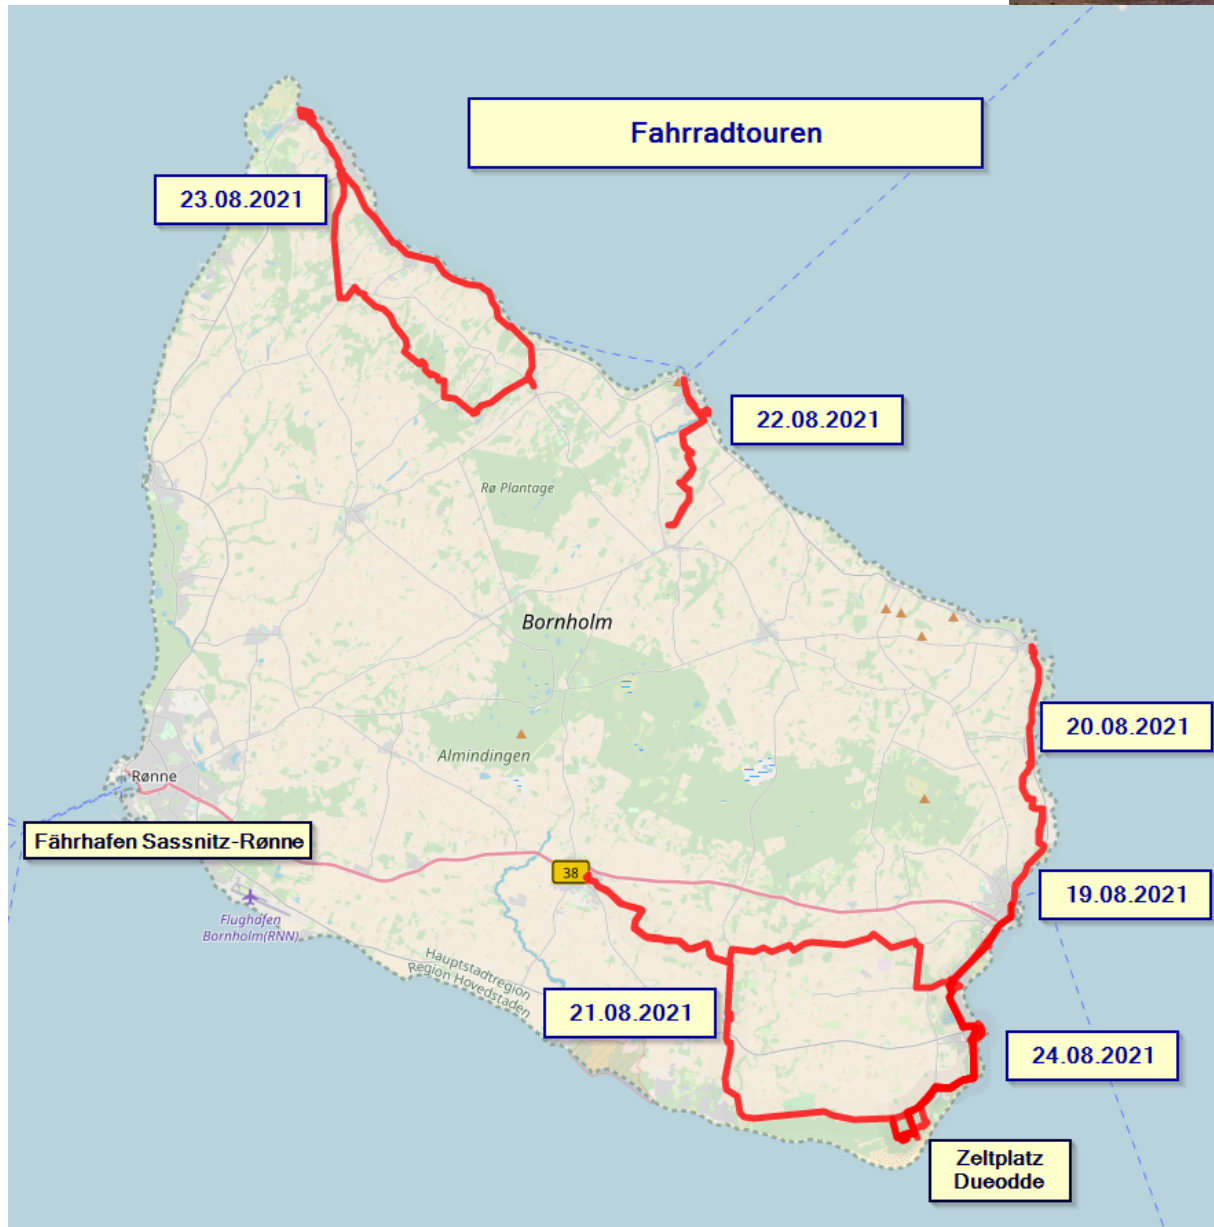 Fahrradtouren
23.08.2021
22.08.2021
Rø Plantage
Bornholm
20.08.2021
Almindingen
Rønne
Fährhafen Sassnitz-Rønne
38
19.08.2021
Flughafen
Bornholm(RNN)
Hauptstadtregion
Region Hovedstaden
21.08.2021
24.08.2021
Zeltplatz
Dueodde